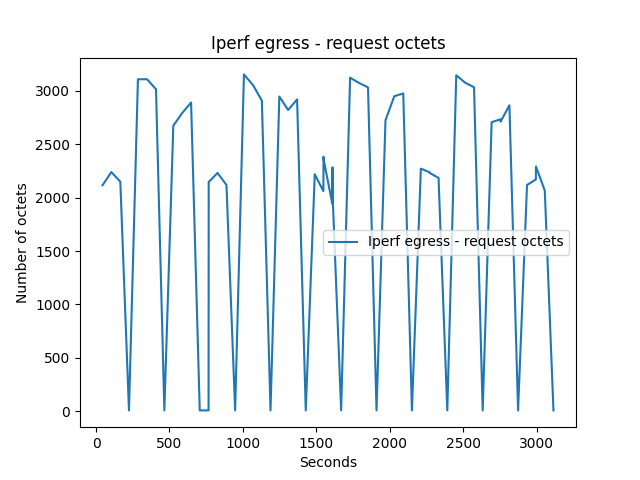 Iperf egress - request octets
Number of octets
3000
2500
2000
1500
1000
500
0
Iperf egress - request octets
0 500 1000 1500 2000 2500 3000
Seconds